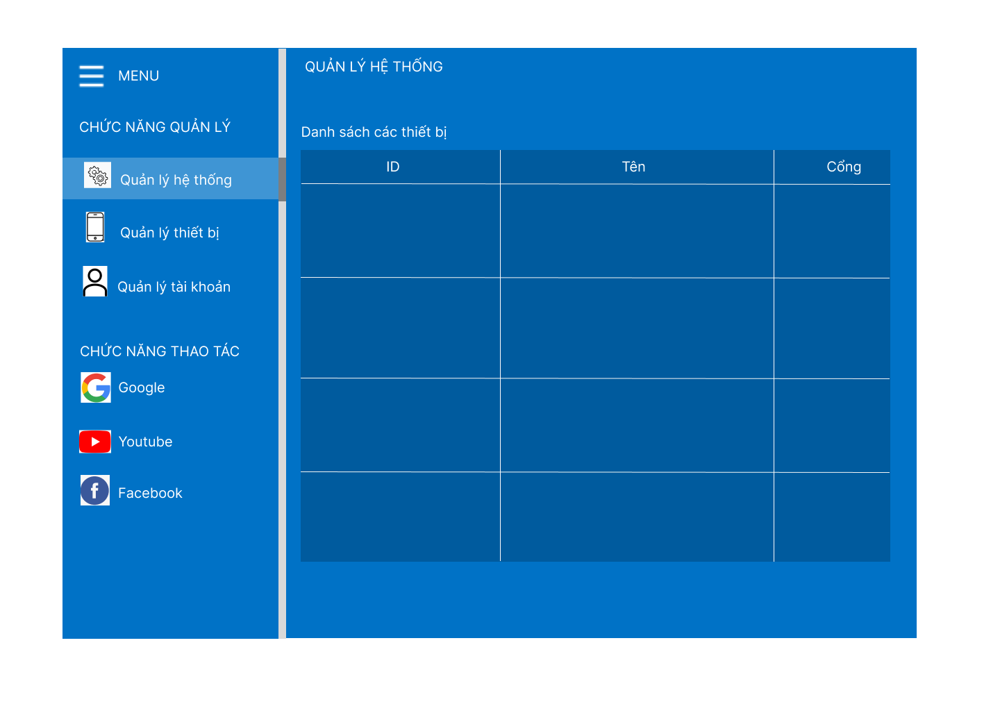 MENU
CHỨC NĂNG QUẢN LÝ
Quản lý hệ thống
Quản lý thiết bị
Quản lý tài khoản
CHỨC NĂNG THAO TÁC
Google
Youtube
Facebook
QUẢN LÝ HỆ THỐNG
Danh sách các thiết bị
ID Tên Cổng